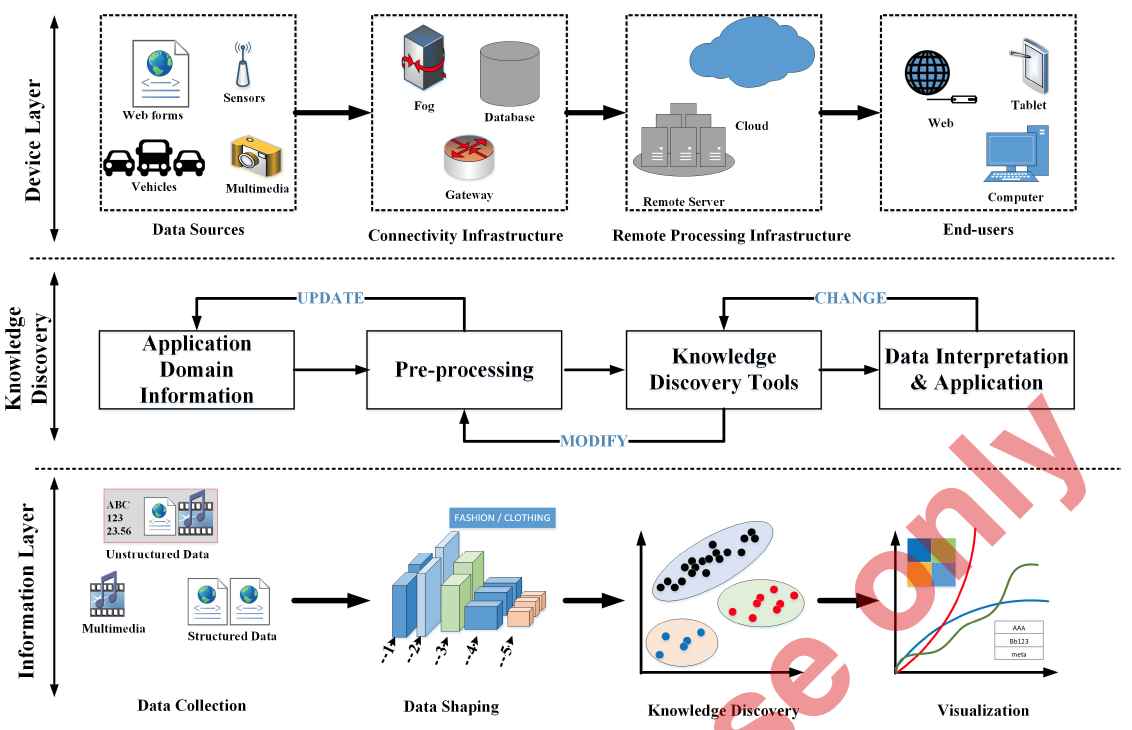 Device Layer
Web forms
Sensors
Vehicles
Multimedia
Data Sources
Fog
Database
Gateway
Connectivity Infrastructure
Cloud
Remote Server
Remote Processing Infrastructure
Web
Tablet
Computer
End-users
Knowledge
Discovery
UPDATE
CHANGE
Application
Domain
Information
Pre-processing
Knowledge
Discovery Tools
Data Interpretation
& Application
MODIFY
Information Layer
ABC
123
23.56
Unstructured Data
Multimedia
Structured Data
Data Collection
FASHION / CLOTHING
--1
--2
--3
--4
--5
Data Shaping
Knowledge Discovery
AAA
Bb123
meta
Visualization
se only